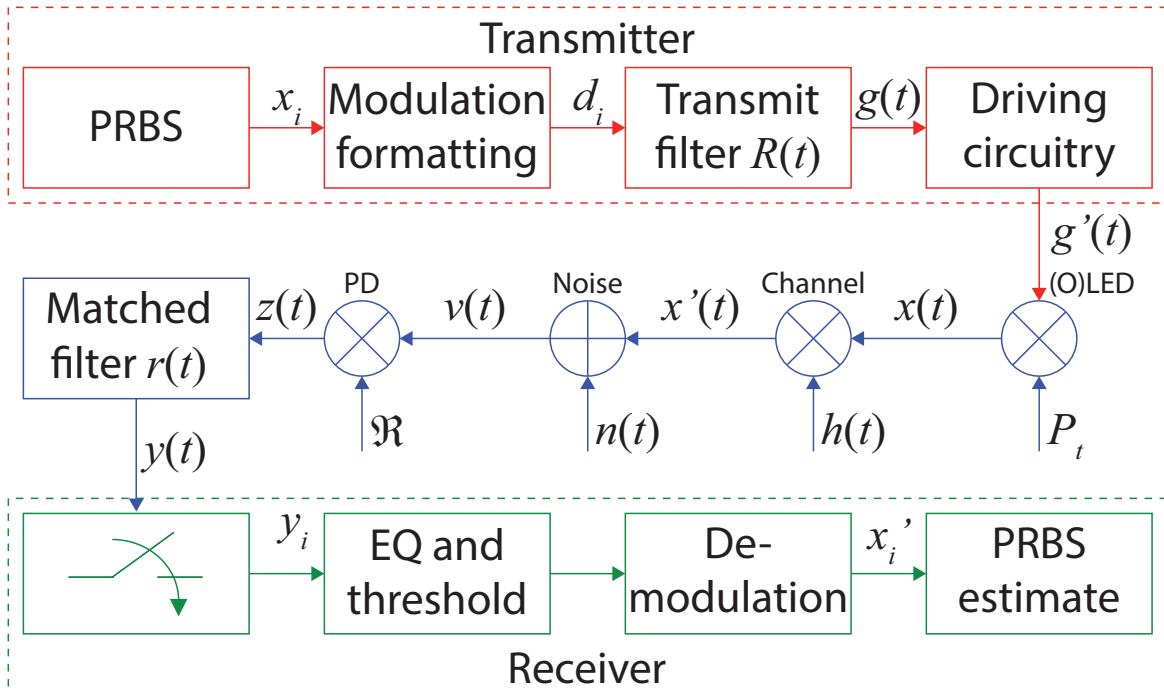 Transmitter
PRBS
x_i
Modulation
formatting
d_i
Transmit
filter R(t)
g(t)
Driving
circuitry
g’(t)
(O)LED
x(t)
P_t
Channel
x’(t)
h(t)
Noise
v(t)
n(t)
PD
z(t)
ℜ
Matched
filter r(t)
y(t)
y_i
EQ and
threshold
De-
modulation
x_i’
PRBS
estimate
Receiver